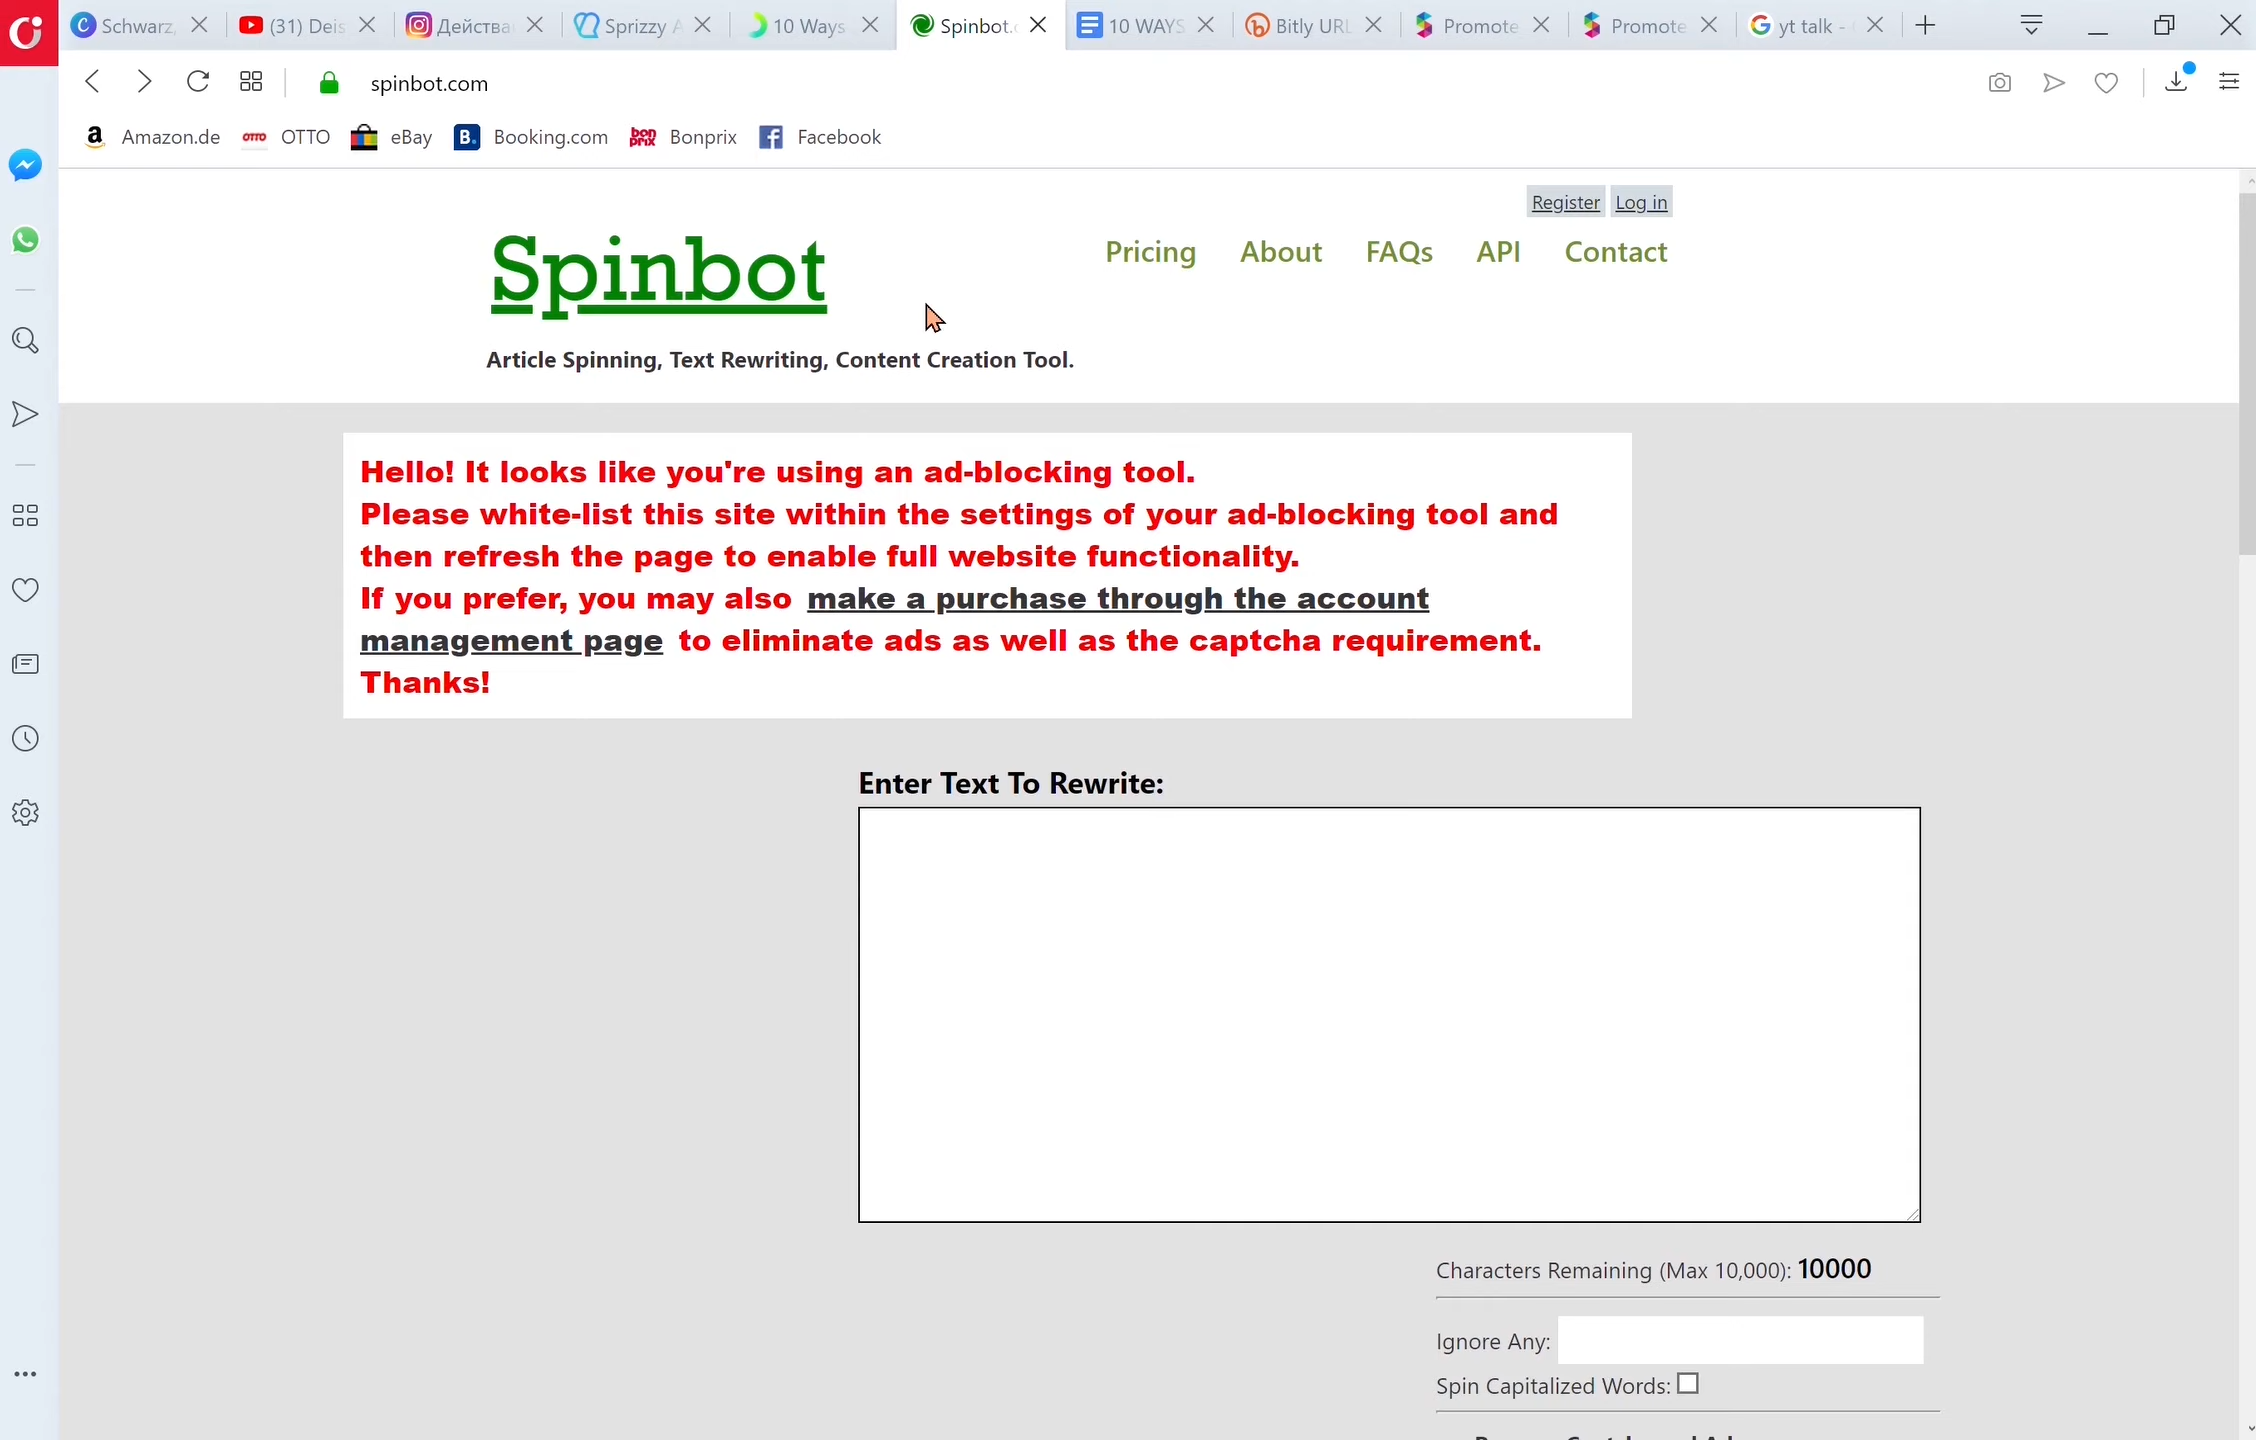 Schwarz, (31) Deis Действа Sprizzy A 10 Ways Spinbot. 10 WAYS Bitly URL Promote Promote yt talk -
spinbot.com
Amazon.de OTTO eBay Booking.com Bonprix Facebook
Register Log in
Spinbot
Pricing About FAQs API Contact
Article Spinning, Text Rewriting, Content Creation Tool.
Hello! It looks like you're using an ad-blocking tool.
Please white-list this site within the settings of your ad-blocking tool and
then refresh the page to enable full website functionality.
If you prefer, you may also make a purchase through the account
management page to eliminate ads as well as the captcha requirement.
Thanks!
Enter Text To Rewrite:
Characters Remaining (Max 10,000): 10000
Ignore Any:
Spin Capitalized Words: